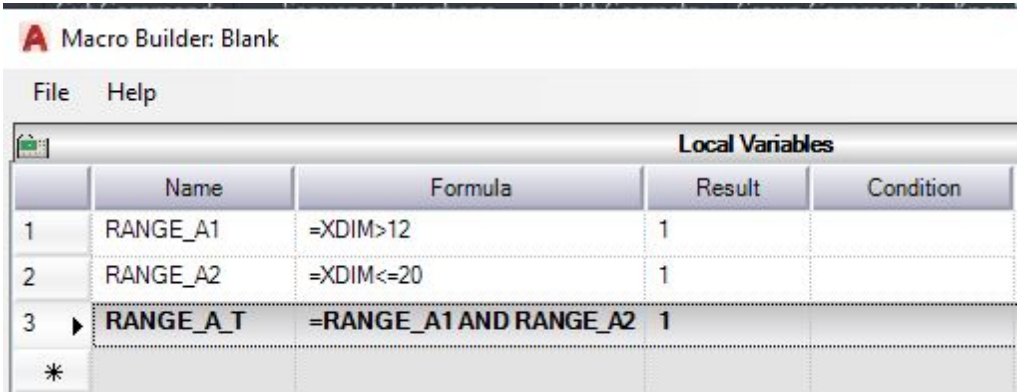 Macro Builder: Blank
File Help
Local Variables
Name Formula Result Condition
1 RANGE_A1 =XDIM>12 1
2 RANGE_A2 =XDIM<=20 1
3 RANGE_A_T =RANGE_A1 AND RANGE_A2 1